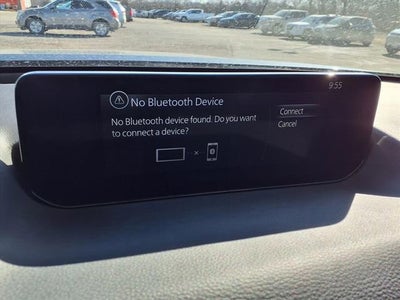 9:55
No Bluetooth Device
No Bluetooth device found. Do you want
to connect a device?
Connect
Cancel